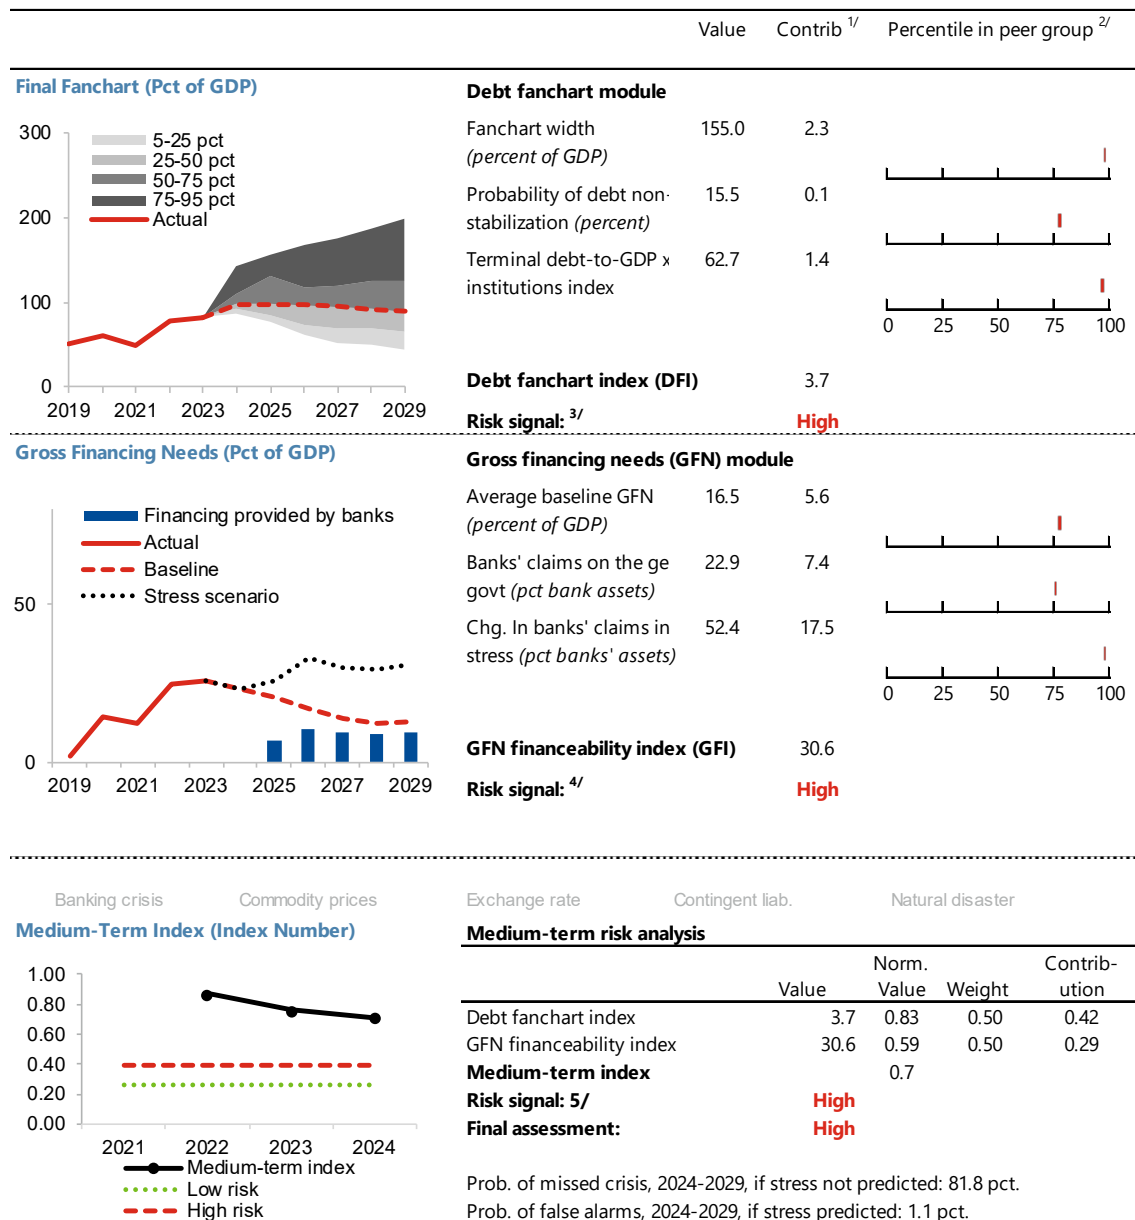 Value Contrib 1/ Percentile in peer group 2/
Final Fanchart (Pct of GDP)
300
200
100
0
5-25 pct
25-50 pct
50-75 pct
75-95 pct
Actual
2019 2021 2023 2025 2027 2029
Debt fanchart module
Fanchart width 155.0 2.3
(percent of GDP)
Probability of debt non- 15.5 0.1
stabilization (percent)
Terminal debt-to-GDP x 62.7 1.4
institutions index
0 25 50 75 100
Debt fanchart index (DFI) 3.7
Risk signal: 3/ High
Gross Financing Needs (Pct of GDP)
Financing provided by banks
Actual
Baseline
Stress scenario
50
0
2019 2021 2023 2025 2027 2029
Gross financing needs (GFN) module
Average baseline GFN 16.5 5.6
(percent of GDP)
Banks' claims on the ge 22.9 7.4
govt (pct bank assets)
Chg. In banks' claims in 52.4 17.5
stress (pct banks' assets)
0 25 50 75 100
GFN financeability index (GFI) 30.6
Risk signal: 4/ High
Banking crisis Commodity prices Exchange rate Contingent liab. Natural disaster
Medium-Term Index (Index Number)
1.00
0.80
0.60
0.40
0.20
0.00
2021 2022 2023 2024
Medium-term index
Low risk
High risk
Medium-term risk analysis
Norm. Contrib-
Value Value Weight ution
Debt fanchart index 3.7 0.83 0.50 0.42
GFN financeability index 30.6 0.59 0.50 0.29
Medium-term index 0.7
Risk signal: 5/ High
Final assessment: High
Prob. of missed crisis, 2024-2029, if stress not predicted: 81.8 pct.
Prob. of false alarms, 2024-2029, if stress predicted: 1.1 pct.